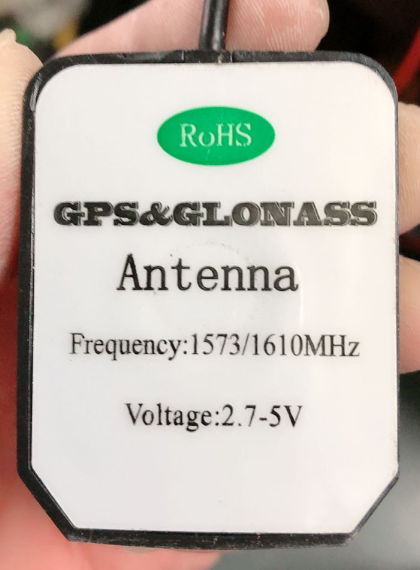 RoHS
GPS&GLONASS
Antenna
Frequency:1573/1610MHz
Voltage:2.7-5V